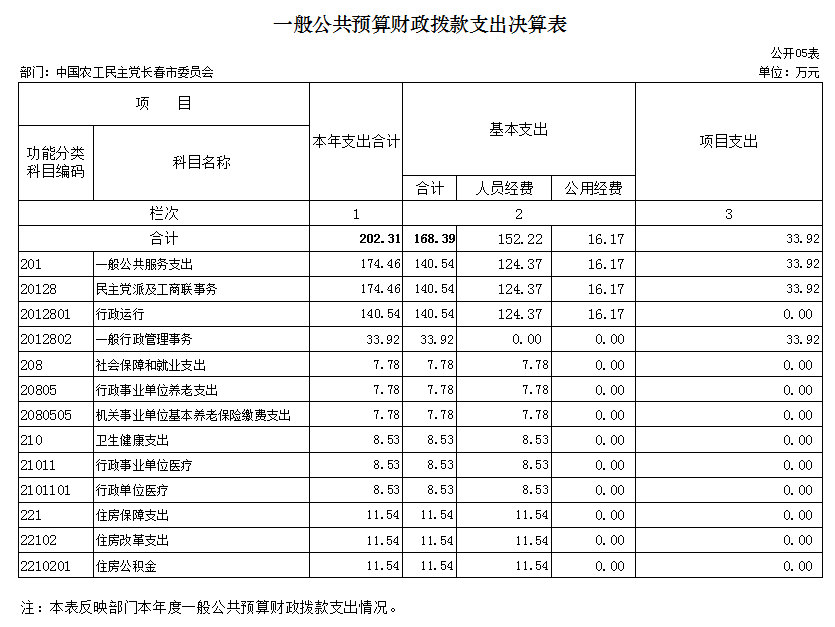 一般公共预算财政拨款支出决算表
公开05表
部门：中国农工民主党长春市委员会 单位：万元
项 目 本年支出合计 基本支出 项目支出
功能分类科目编码 科目名称 合计 人员经费 公用经费
栏次 1 2 3
合计 202.31 168.39 152.22 16.17 33.92
201 一般公共服务支出 174.46 140.54 124.37 16.17 33.92
20128 民主党派及工商联事务 174.46 140.54 124.37 16.17 33.92
2012801 行政运行 140.54 140.54 124.37 16.17 0.00
2012802 一般行政管理事务 33.92 33.92 0.00 0.00 33.92
208 社会保障和就业支出 7.78 7.78 7.78 0.00 0.00
20805 行政事业单位养老支出 7.78 7.78 7.78 0.00 0.00
2080505 机关事业单位基本养老保险缴费支出 7.78 7.78 7.78 0.00 0.00
210 卫生健康支出 8.53 8.53 8.53 0.00 0.00
21011 行政事业单位医疗 8.53 8.53 8.53 0.00 0.00
2101101 行政单位医疗 8.53 8.53 8.53 0.00 0.00
221 住房保障支出 11.54 11.54 11.54 0.00 0.00
22102 住房改革支出 11.54 11.54 11.54 0.00 0.00
2210201 住房公积金 11.54 11.54 11.54 0.00 0.00
注：本表反映部门本年度一般公共预算财政拨款支出情况。